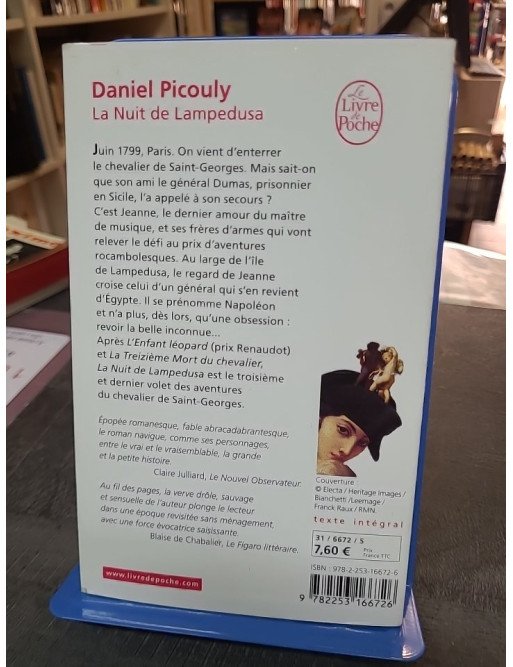 Daniel Picouly
La Nuit de Lampedusa
Le
Livre
de
Poche
Juin 1799, Paris. On vient d'enterrer
le chevalier de Saint-Georges. Mais sait-on
que son ami le général Dumas, prisonnier
en Sicile, l'a appelé à son secours ?
C'est Jeanne, le dernier amour du maître
de musique, et ses frères d'armes qui vont
relever le défi au prix d'aventures
rocambolesques. Au large de l'île
de Lampedusa, le regard de Jeanne
croise celui d'un général qui s'en revient
d'Égypte. Il se prénomme Napoléon
et n'a plus, dès lors, qu'une obsession :
revoir la belle inconnue...
Après L'Enfant léopard (prix Renaudot)
et La Treizième Mort du chevalier,
La Nuit de Lampedusa est le troisième
et dernier volet des aventures
du chevalier de Saint-Georges.
Épopée romanesque, fable abracadabrantesque,
le roman navigue, comme ses personnages,
entre le vrai et le vraisemblable, la grande
et la petite histoire.
Claire Julliard, Le Nouvel Observateur.
Au fil des pages, la verve drôle, sauvage
et sensuelle de l'auteur plonge le lecteur
dans une époque revisitée sans ménagement,
avec une force évocatrice saisissante.
Blaise de Chabalier, Le Figaro littéraire.
Couverture
© Electa / Heritage Images /
Bianchetti /Leemage /
Franck Raux / RMN.
texte intégral
31 / 6672 / 5
7,60 €
Prix
France TTC
ISBN : 978-2-253-16672-6
9 782253 166726
www.livredepoche.com